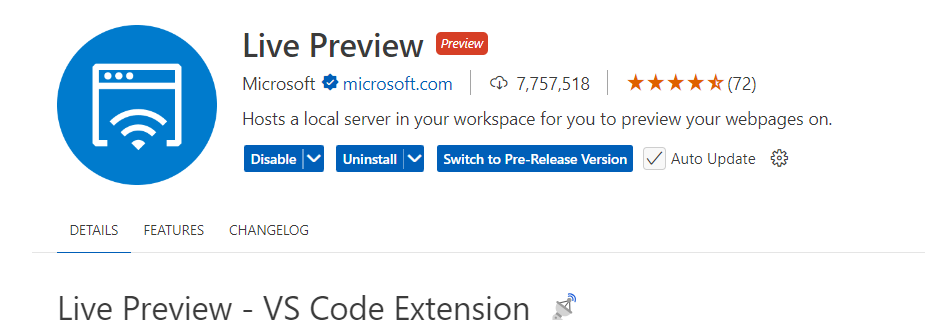 Live Preview Preview
Microsoft microsoft.com 7,757,518 (72)
Hosts a local server in your workspace for you to preview your webpages on.
Disable Uninstall Switch to Pre-Release Version Auto Update
DETAILS FEATURES CHANGELOG
Live Preview - VS Code Extension